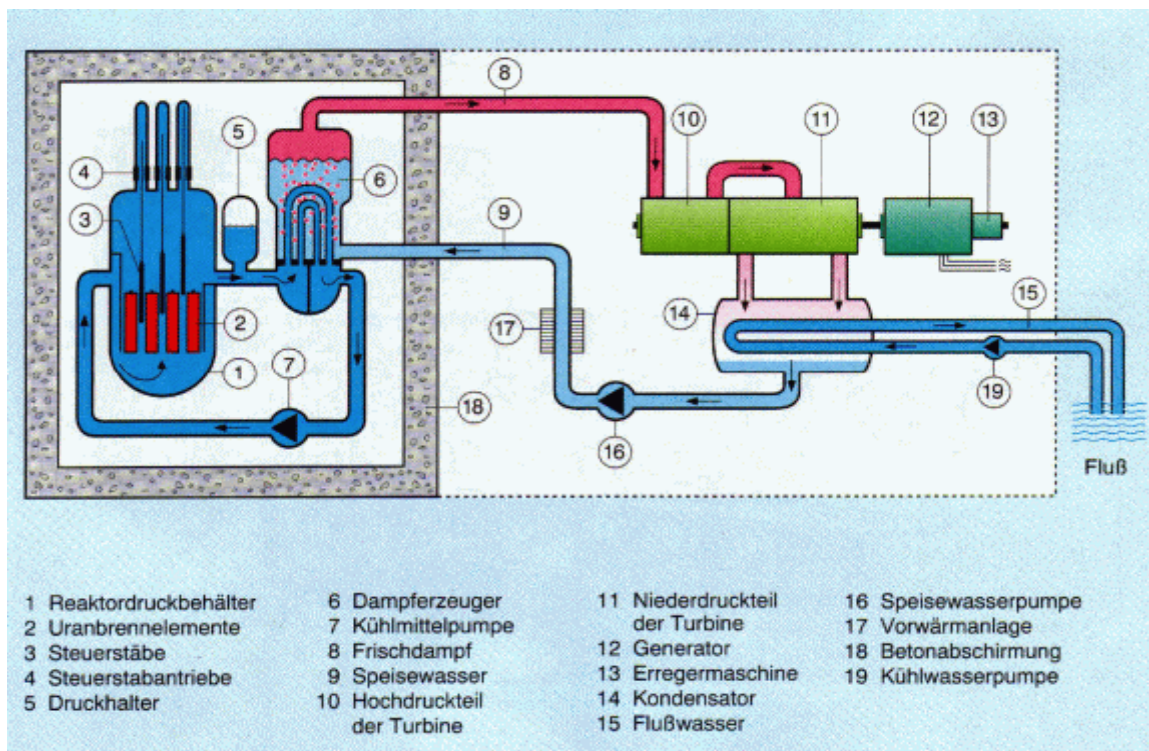 8
5
10
11
12
13
4
6
3
9
15
14
2
17
1
7
18
19
16
Fluß
1 Reaktordruckbehälter
2 Uranbrennelemente
3 Steuerstäbe
4 Steuerstabantriebe
5 Druckhalter
6 Dampferzeuger
7 Kühlmittelpumpe
8 Frischdampf
9 Speisewasser
10 Hochdruckteil
der Turbine
11 Niederdruckteil
der Turbine
12 Generator
13 Erregermaschine
14 Kondensator
15 Flußwasser
16 Speisewasserpumpe
17 Vorwärmanlage
18 Betonabschirmung
19 Kühlwasserpumpe